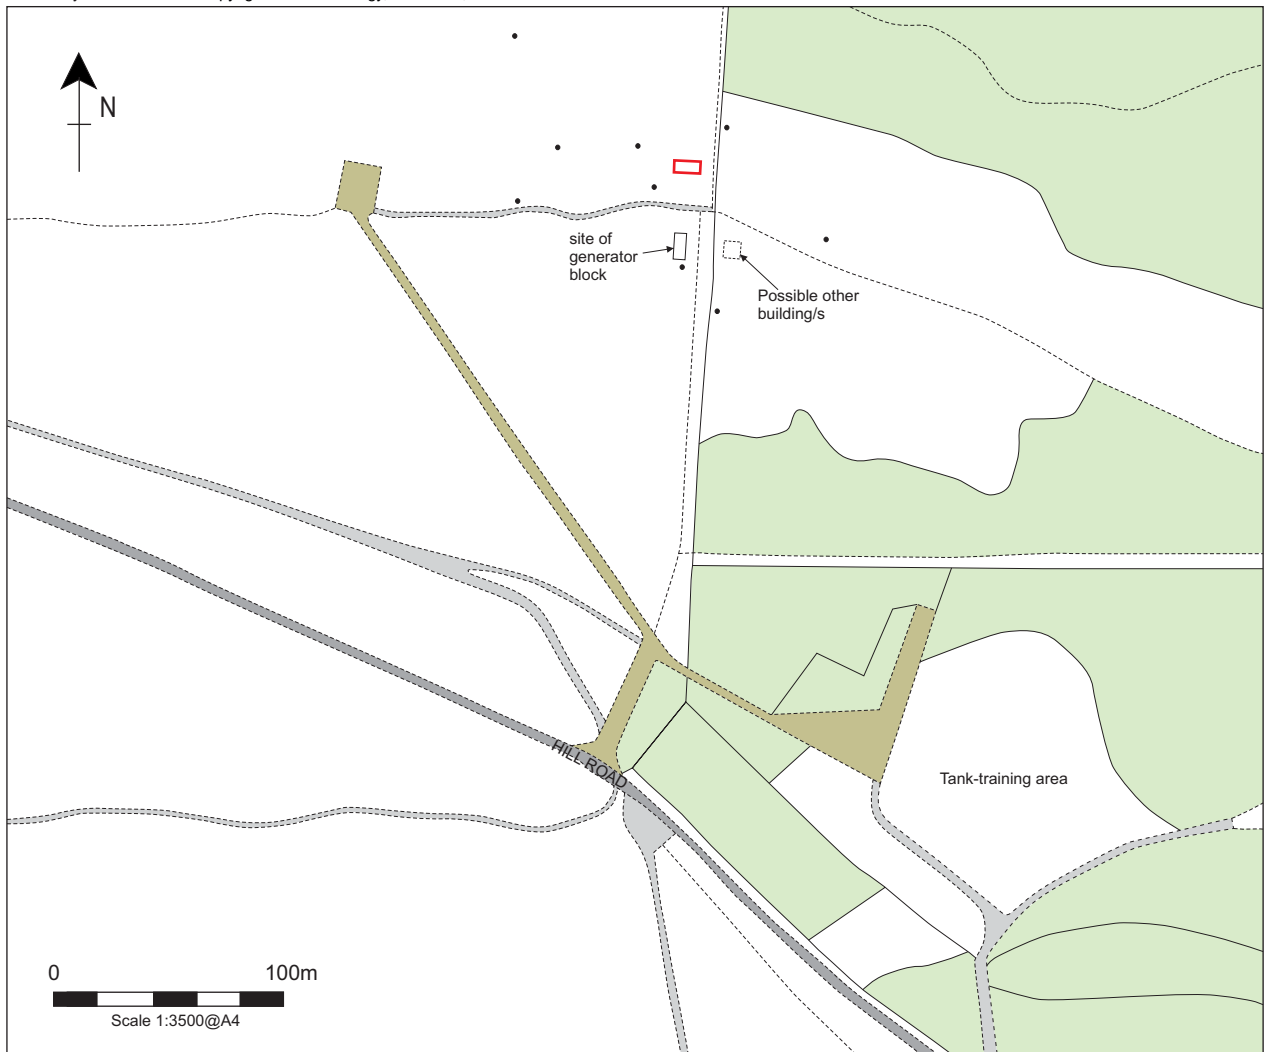 N
site of
generator
block
Possible other
building/s
HILL ROAD
Tank-training area
0 100m
Scale 1:3500@A4